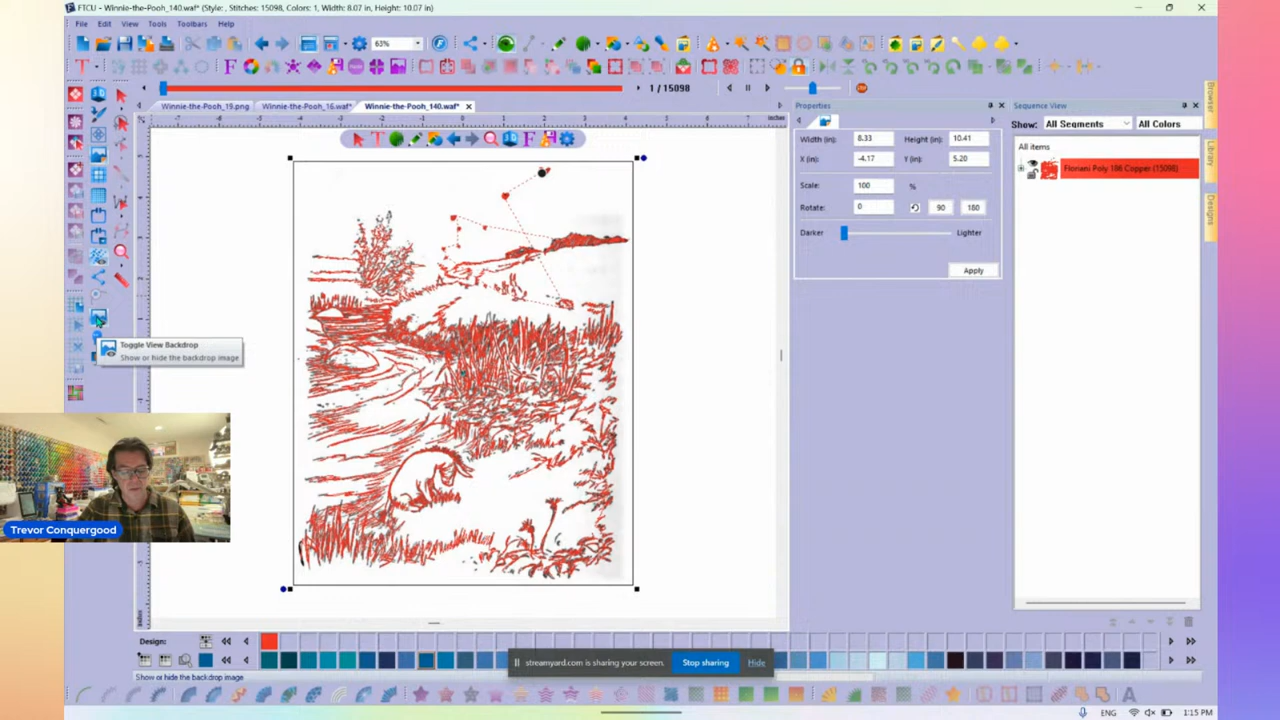 FTCU - Winnie-the-Pooh_140.waf* (Style: , Stitches: 15098, Colors: 1, Width: 8.07 in, Height: 10.07 in)
File Edit View Tools Toolbars Help
63%
1 / 15098
Winnie-the-Pooh_19.png Winnie-the-Pooh_16.waf* Winnie-the-Pooh_140.waf*
inches
Properties
Width (in): 8.33 Height (in): 10.41
X (in): -4.17 Y (in): 5.20
Scale: 100 %
Rotate: 0 90 180
Darker Lighter
Apply
Sequence View
Show: All Segments All Colors
All items
Floriani Poly 186 Copper (15098)
Browser
Library
Designs
Toggle View Backdrop
Show or hide the backdrop image
Trevor Conquergood
Design:
streamyard.com is sharing your screen. Stop sharing Hide
Show or hide the backdrop image
ENG 1:15 PM